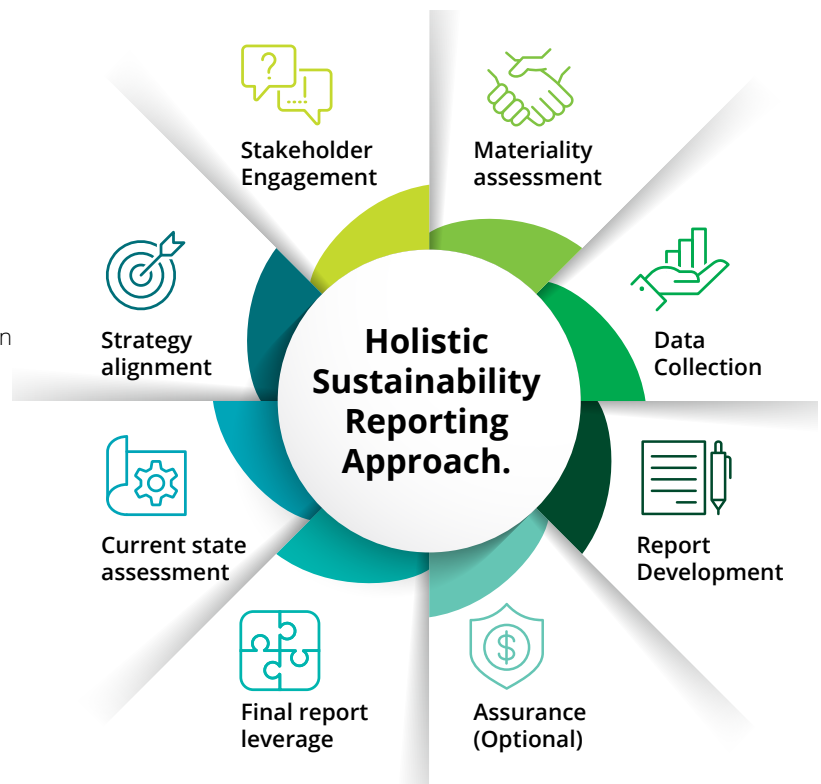 Stakeholder
Engagement
Materiality
assessment
Strategy
alignment
n
Data
Collection
Holistic
Sustainability
Reporting
Approach.
Current state
assessment
Report
Development
Final report
leverage
Assurance
(Optional)
?
!
$